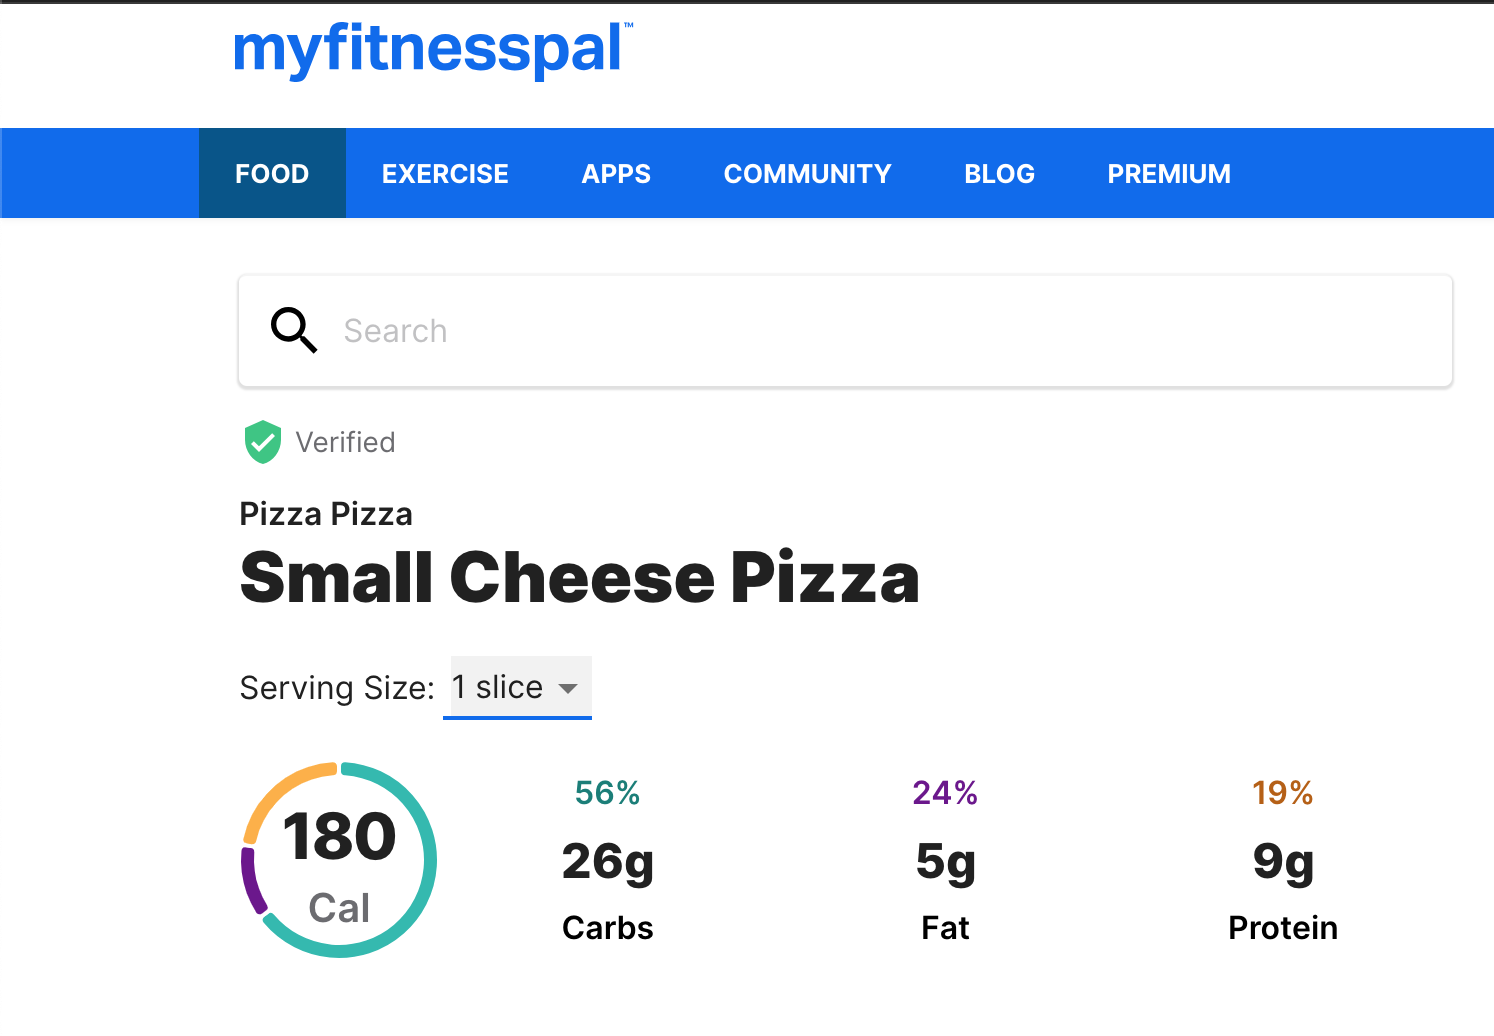 myfitnesspal™
FOOD EXERCISE APPS COMMUNITY BLOG PREMIUM
Search
Verified
Pizza Pizza
Small Cheese Pizza
Serving Size: 1 slice
180
Cal
56%
26g
Carbs
24%
5g
Fat
19%
9g
Protein